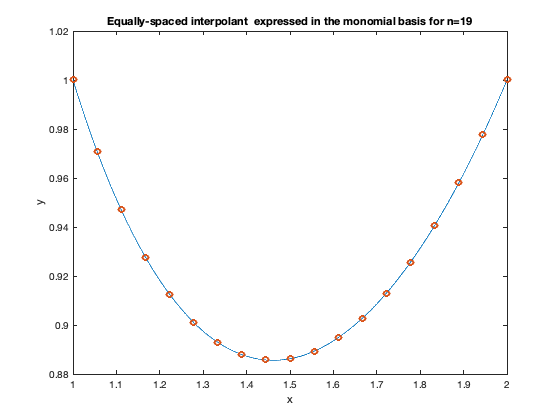 Equally-spaced interpolant  expressed in the monomial basis for n=19
1.02
1
0.98
0.96
0.94
0.92
0.9
0.88
y
1 1.1 1.2 1.3 1.4 1.5 1.6 1.7 1.8 1.9 2
x